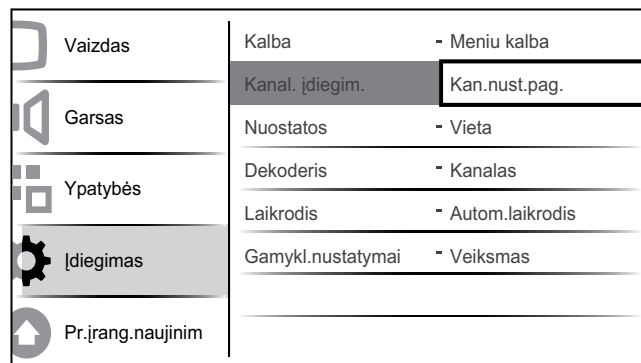 Vaizdas
Garsas
Ypatybės
Įdiegimas
Pr.įrang.naujinim
Kalba - Meniu kalba
Kanal. įdiegim. Kan.nust.pag.
Nuostatos - Vieta
Dekoderis - Kanalas
Laikrodis - Autom.laikrodis
Gamykl.nustatymai - Veiksmas